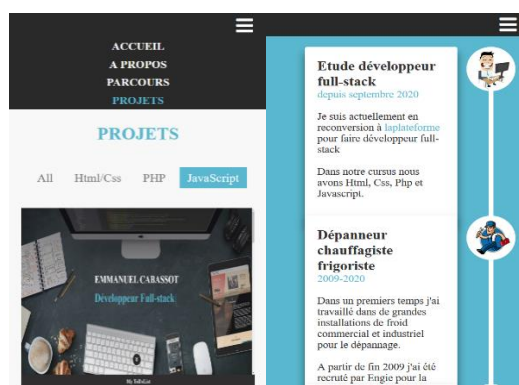 ACCUEIL
A PROPOS
PARCOURS
PROJETS
PROJETS
All Html/Css PHP JavaScript
EMMANUEL CABASSOT
Développeur Full-stack
My ToDoList
Etude développeur
full-stack
depuis septembre 2020
Je suis actuellement en
reconversion à laplateforme
pour faire développeur full-
stack
Dans notre cursus nous
avons Html, Css, Php et
Javascript.
Dépanneur
chauffagiste
frigoriste
2009-2020
Dans un premiers temps j'ai
travaillé dans de grandes
installations de froid
commercial et industriel
pour le dépannage.
A partir de fin 2009 j'ai été
recruté par Engie pour la